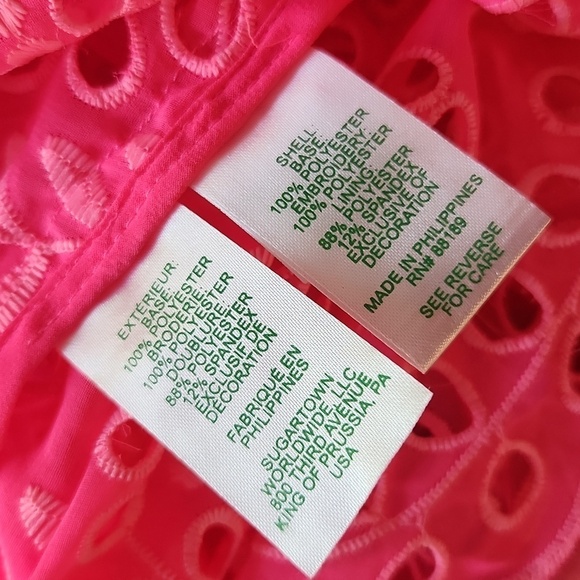 SHELL:
BASE:
100% POLYESTER
EMBROIDERY:
100% POLYESTER
LINING:
88% POLYESTER
12% SPANDEX
EXCLUSIVE OF
DECORATION
MADE IN PHILIPPINES
RN# 88189
SEE REVERSE
FOR CARE
EXTÉRIEUR:
BASE:
100% POLYESTER
BRODERIE:
100% POLYESTER
DOUBLURE:
88% POLYESTER
12% SPANDEX
EXCLUSIF DE
DECORATION
FABRIQUE EN
PHILIPPINES
SUGARTOWN
WORLDWIDE, LLC
800 THIRD AVENUE
KING OF PRUSSIA, PA
USA